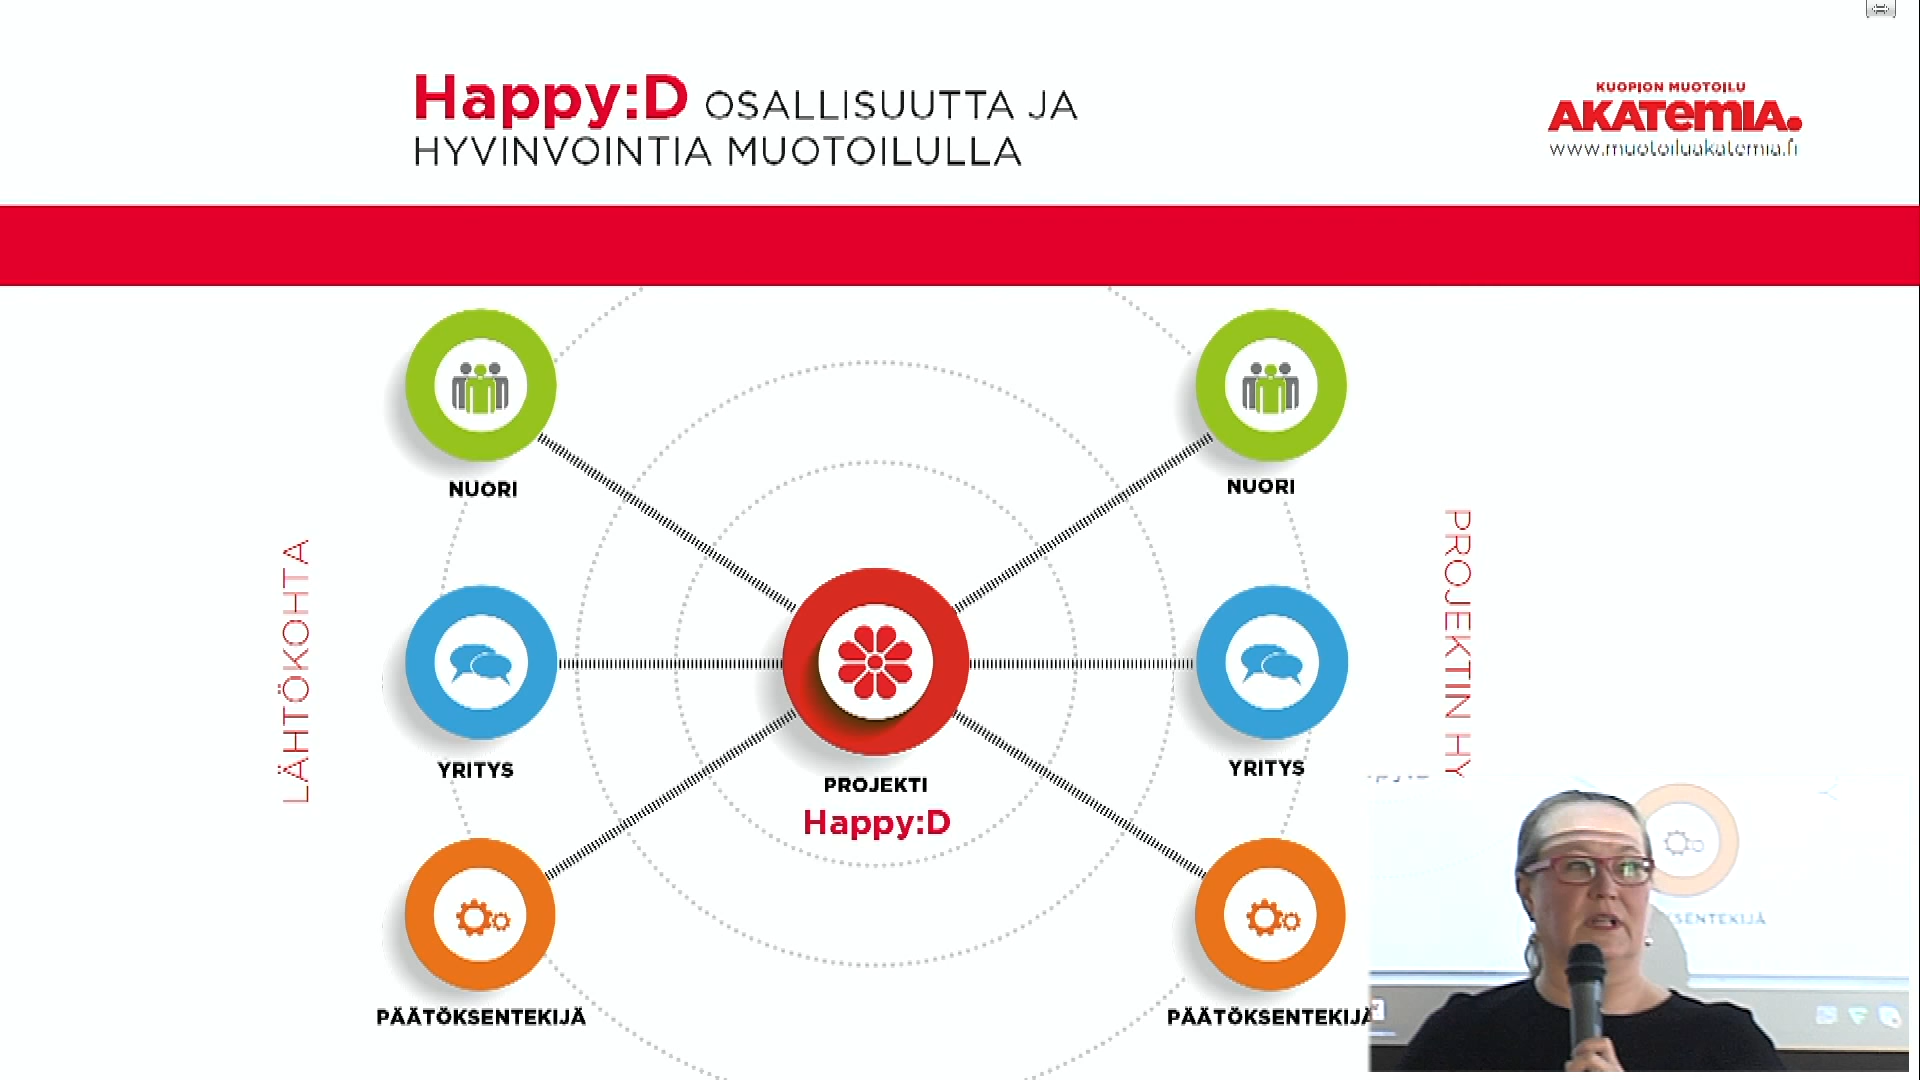 Happy:D OSALLISUUTTA JA
HYVINVOINTIA MUOTOILULLA
KUOPION MUOTOILU
AKATEMIA.
www.muotoiluakatemia.fi
LÄHTÖKOHTA
NUORI
YRITYS
PÄÄTÖKSENTEKIJÄ
PROJEKTI
Happy:D
NUORI
YRITYS
PÄÄTÖKSENTEKIJÄ
PROJEKTIN HY
SENTEKIJÄ